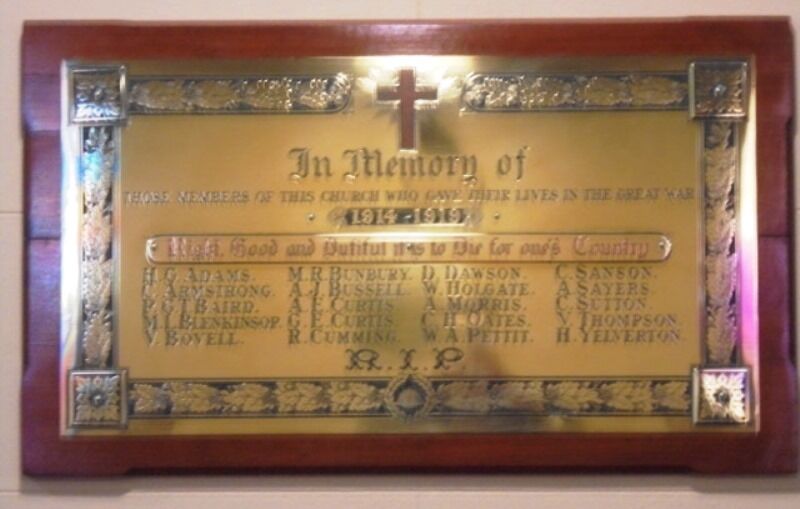 In Memory of
THOSE MEMBERS OF THIS CHURCH WHO GAVE THEIR LIVES IN THE GREAT WAR
1914-1919
Right, Good and Dutiful it is to Die for one's Country
H.G. ADAMS. M.R. BUNBURY. D. DAWSON. C. SANSON.
C. ARMSTRONG. A.J. BUSSELL. W. HOLGATE. A. SAYERS.
P.G.I. BAIRD. A.E. CURTIS. A. MORRIS. C. SUTTON.
M.L. BLENKINSOP. G.E. CURTIS. C.H. OATES. V. THOMPSON.
V. BOVELL. R. CUMMING. W.A. PETTIT. H. YELVERTON.
R.I.P.